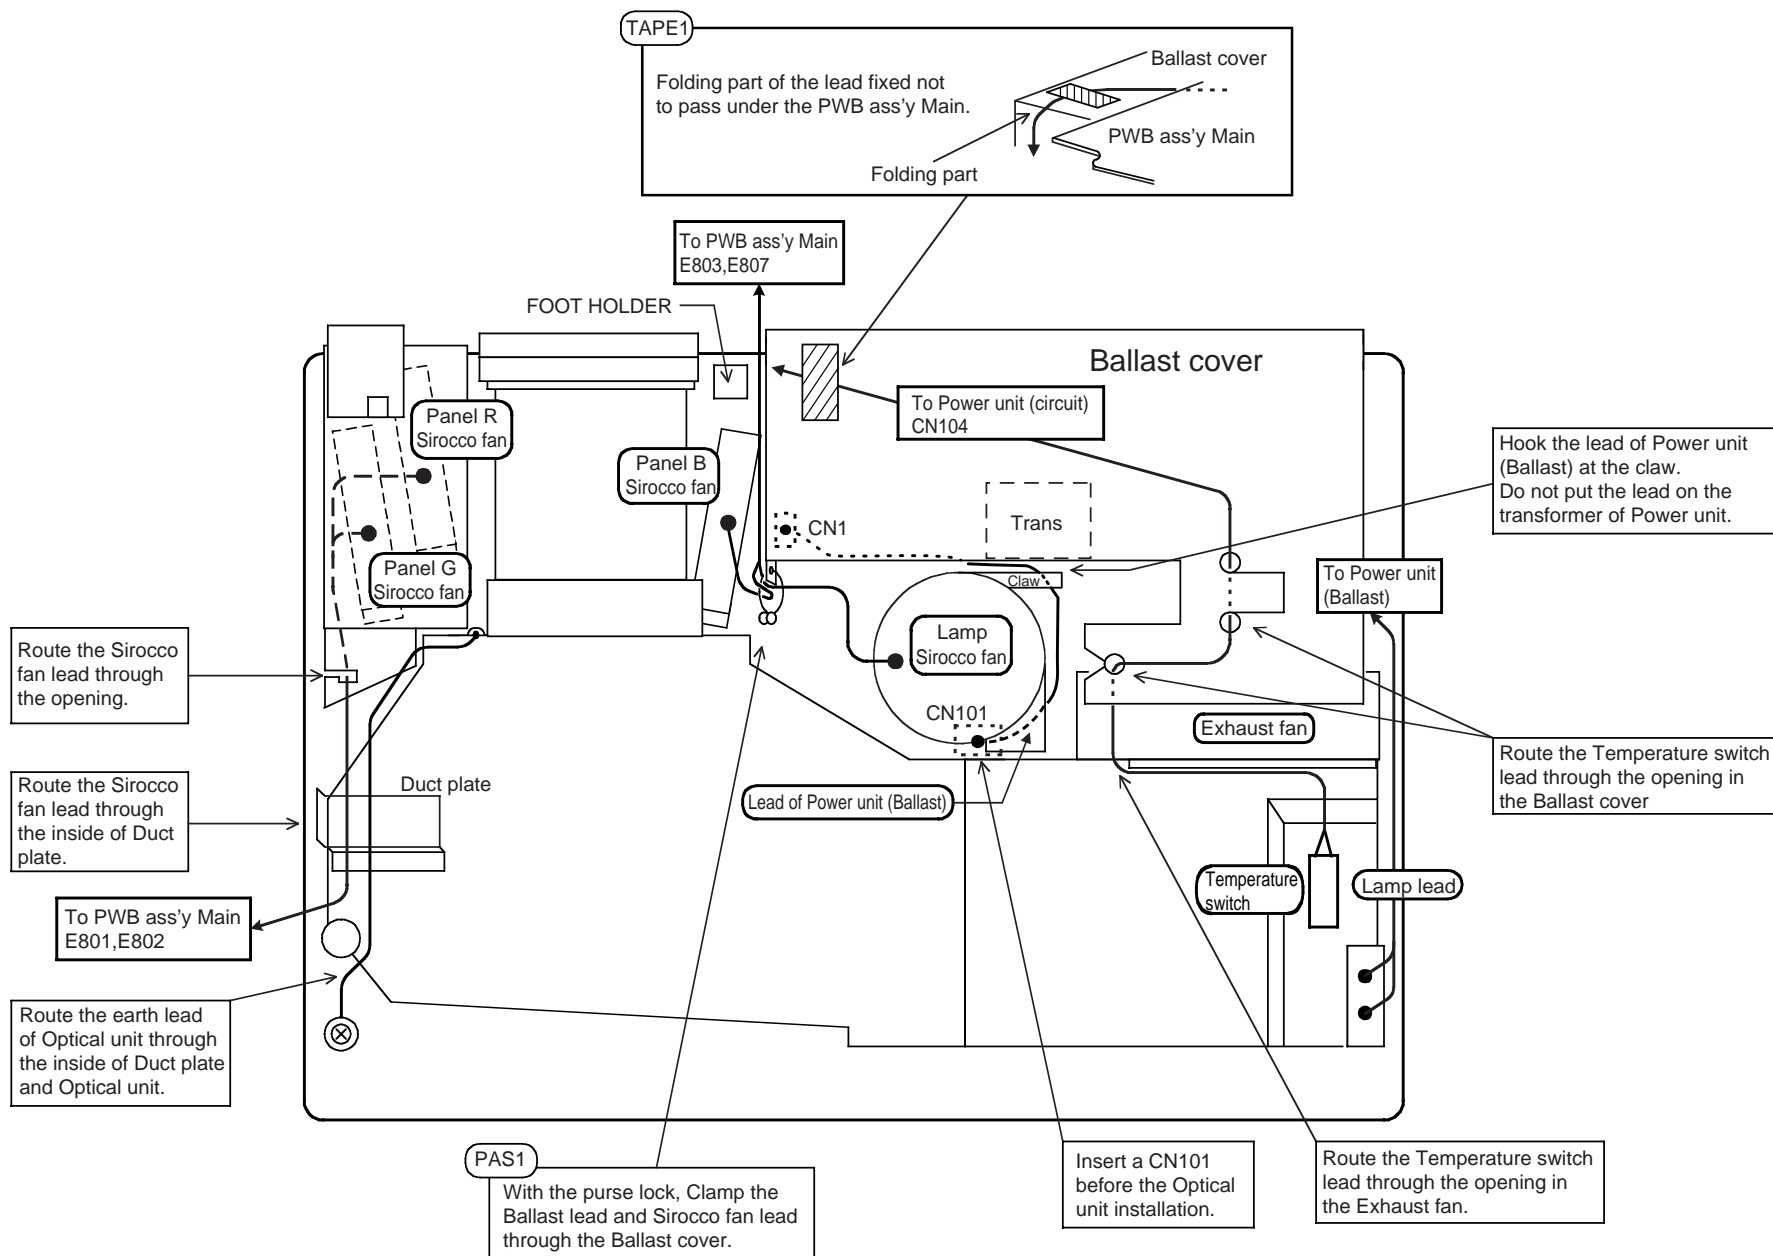 TAPE1
Folding part of the lead fixed not
to pass under the PWB ass'y Main.
Ballast cover
PWB ass'y Main
Folding part
To PWB ass'y Main
E803,E807
FOOT HOLDER
Ballast cover
To Power unit (circuit)
CN104
Panel R
Sirocco fan
Panel B
Sirocco fan
Hook the lead of Power unit
(Ballast) at the claw.
Do not put the lead on the
transformer of Power unit.
CN1
Trans
Panel G
Sirocco fan
Claw
To Power unit
(Ballast)
Route the Sirocco
fan lead through
the opening.
Lamp
Sirocco fan
CN101
Exhaust fan
Route the Temperature switch
lead through the opening in
the Ballast cover
Route the Sirocco
fan lead through
the inside of Duct
plate.
Duct plate
Lead of Power unit (Ballast)
Temperature
switch
Lamp lead
To PWB ass'y Main
E801,E802
Route the earth lead
of Optical unit through
the inside of Duct plate
and Optical unit.
PAS1
With the purse lock, Clamp the
Ballast lead and Sirocco fan lead
through the Ballast cover.
Insert a CN101
before the Optical
unit installation.
Route the Temperature switch
lead through the opening in
the Exhaust fan.